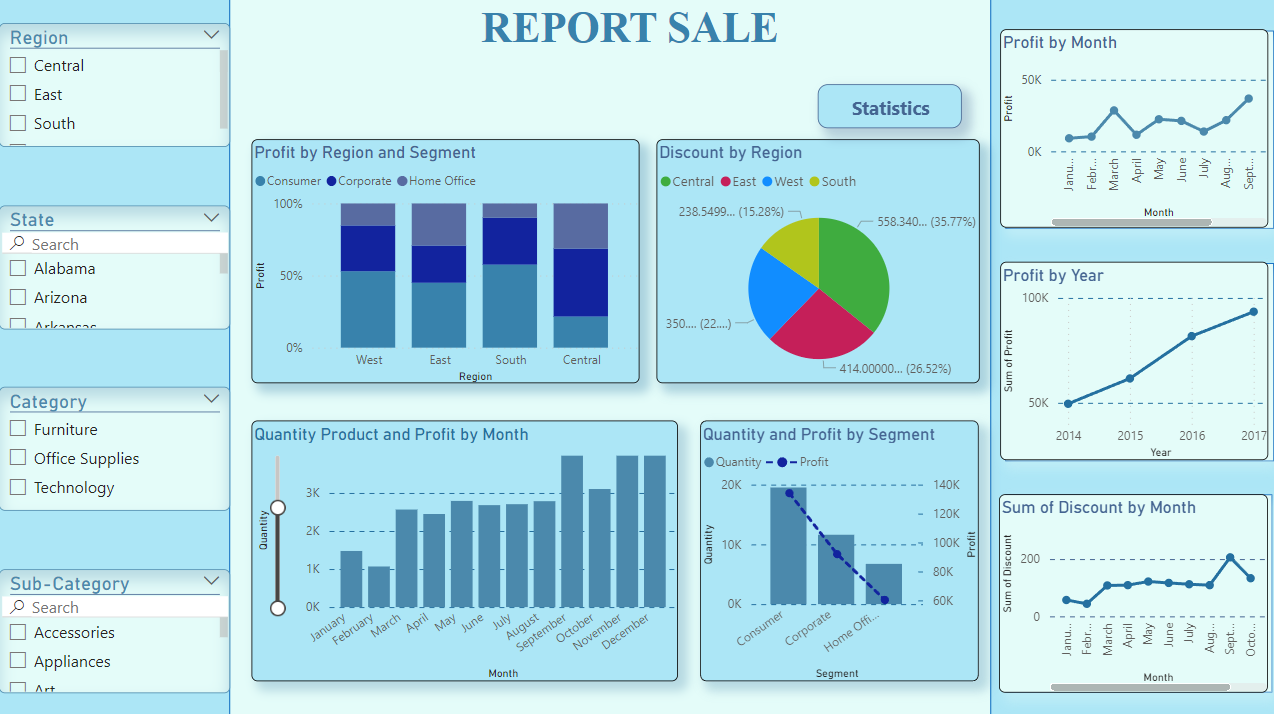 REPORT SALE
Region
Central
East
South
State
Search
Alabama
Arizona
Arkansas
Category
Furniture
Office Supplies
Technology
Sub-Category
Search
Accessories
Appliances
Art
Statistics
Profit by Region and Segment
Consumer Corporate Home Office
100%
50%
0%
Profit
West East South Central
Region
Discount by Region
Central East West South
238.5499... (15.28%)
558.340... (35.77%)
350.... (22....)
414.00000... (26.52%)
Quantity Product and Profit by Month
3K
2K
1K
0K
Quantity
January February March April May June July August September October November December
Month
Quantity and Profit by Segment
Quantity Profit
20K
10K
0K
Quantity
140K
120K
100K
80K
60K
Profit
Consumer Corporate Home Offi...
Segment
Profit by Month
50K
0K
Profit
Janu... Febr... March April May June July Aug... Sept...
Month
Profit by Year
100K
50K
Sum of Profit
2014 2015 2016 2017
Year
Sum of Discount by Month
200
0
Sum of Discount
Janu... Febr... March April May June July Aug... Sept... Octo...
Month